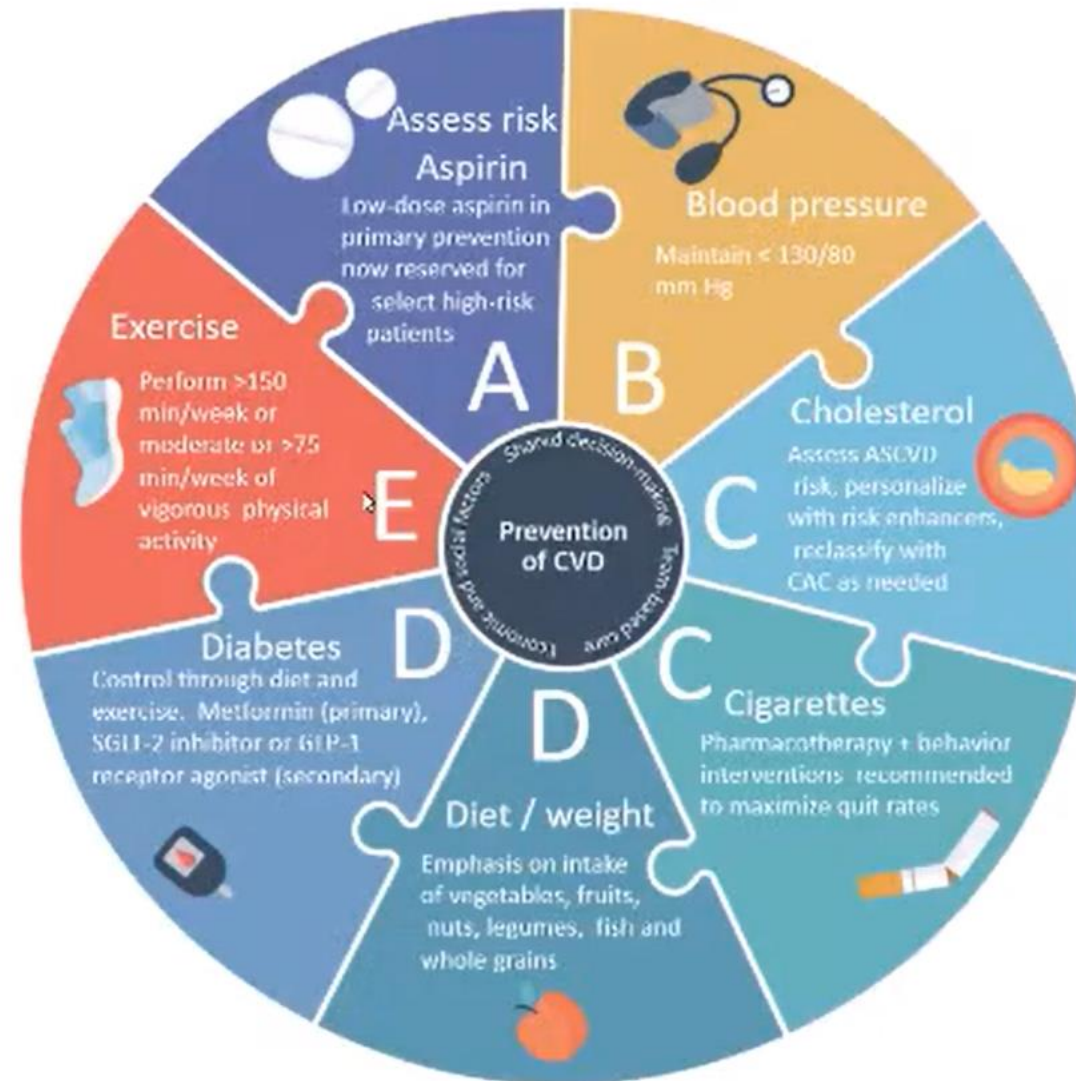 Assess risk
Aspirin
Low-dose aspirin in
primary prevention
now reserved for
select high-risk
patients
A
Blood pressure
Maintain < 130/80
mm Hg
B
Cholesterol
Assess ASCVD
risk, personalize
with risk enhancers,
reclassify with
CAC as needed
C
Cigarettes
Pharmacotherapy + behavior
interventions recommended
to maximize quit rates
C
Diet / weight
Emphasis on intake
of vegetables, fruits,
nuts, legumes, fish and
whole grains
D
Diabetes
Control through diet and
exercise. Metformin (primary),
SGLT-2 inhibitor or GLP-1
receptor agonist (secondary)
D
Exercise
Perform >150
min/week or
moderate or >75
min/week of
vigorous physical
activity
E
Prevention
of CVD
Shared decision-making
Team-based care
Economic and social factors